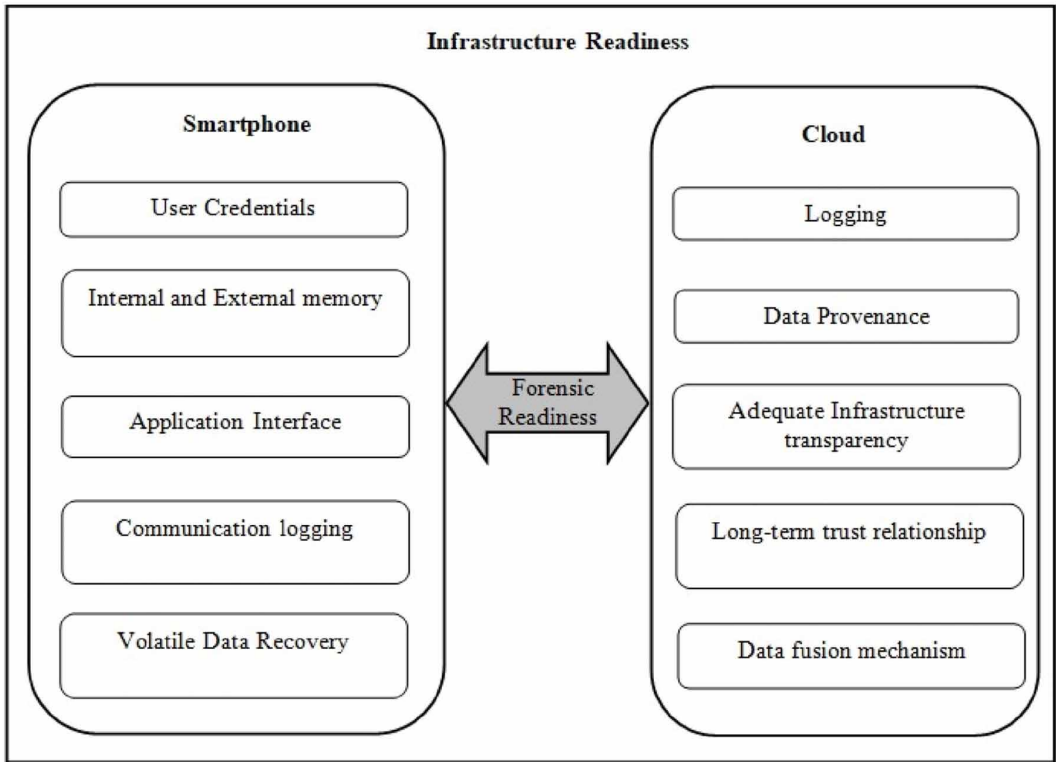 Infrastructure Readiness
Smartphone
User Credentials
Internal and External memory
Application Interface
Communication logging
Volatile Data Recovery
Forensic
Readiness
Cloud
Logging
Data Provenance
Adequate Infrastructure
transparency
Long-term trust relationship
Data fusion mechanism